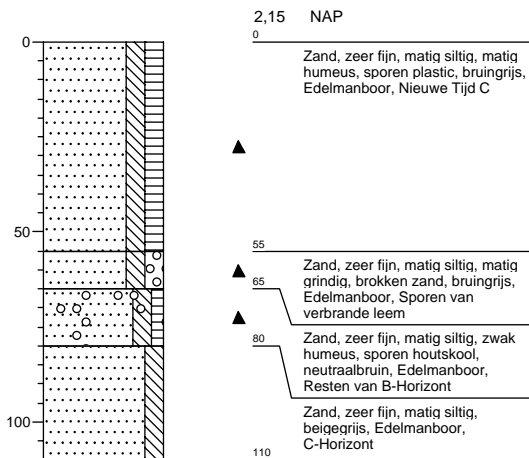 2,15 NAP
0
0
Zand, zeer fijn, matig siltig, matig
humeus, sporen plastic, bruingrijs,
Edelmanboor, Nieuwe Tijd C
50
55
Zand, zeer fijn, matig siltig, matig
grindig, brokken zand, bruingrijs,
Edelmanboor, Sporen van
verbrande leem
65
Zand, zeer fijn, matig siltig, zwak
humeus, sporen houtskool,
neutraalbruin, Edelmanboor,
Resten van B-Horizont
80
Zand, zeer fijn, matig siltig,
beigegrijs, Edelmanboor,
C-Horizont
100
110